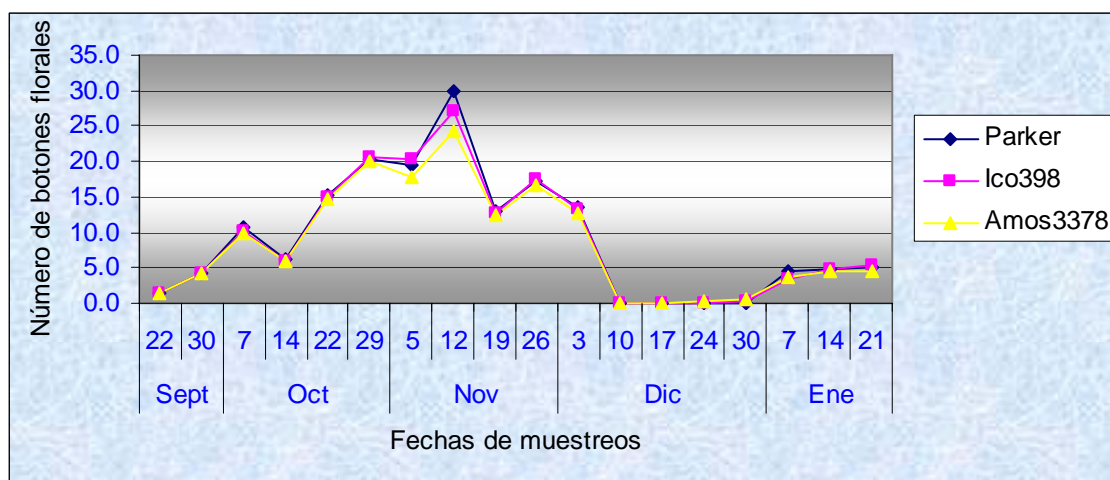 Número de botones florales
35.0
30.0
25.0
20.0
15.0
10.0
5.0
0.0
22 30 7 14 22 29 5 12 19 26 3 10 17 24 30 7 14 21
Sept Oct Nov Dic Ene
Fechas de muestreos
Parker
Ico398
Amos3378